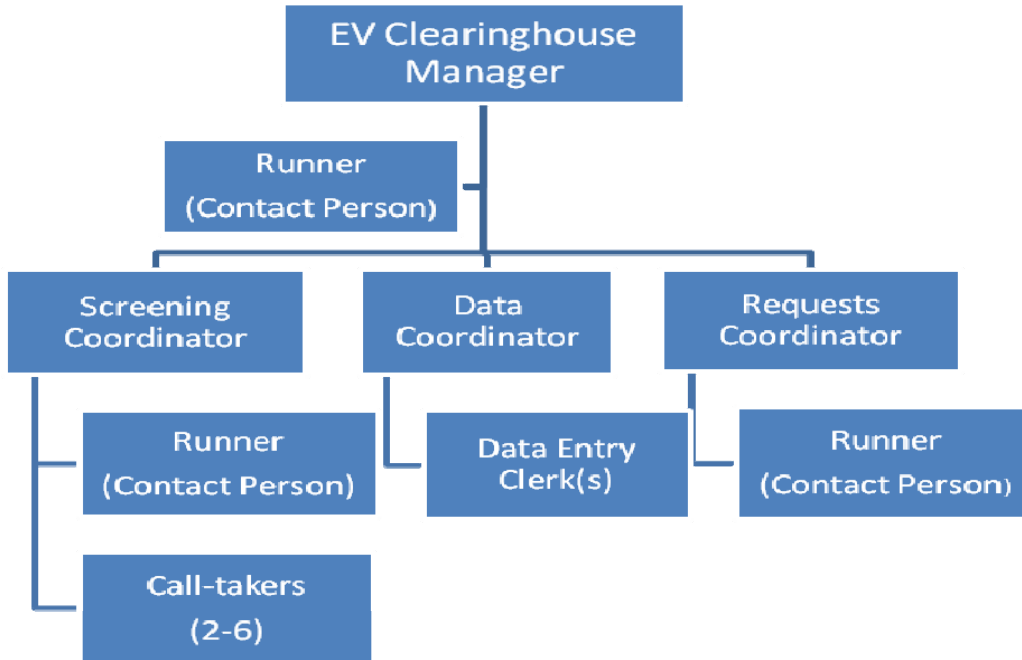 EV Clearinghouse
Manager
Runner
(Contact Person)
Screening
Coordinator
Data
Coordinator
Requests
Coordinator
Runner
(Contact Person)
Data Entry
Clerk(s)
Runner
(Contact Person)
Call-takers
(2-6)